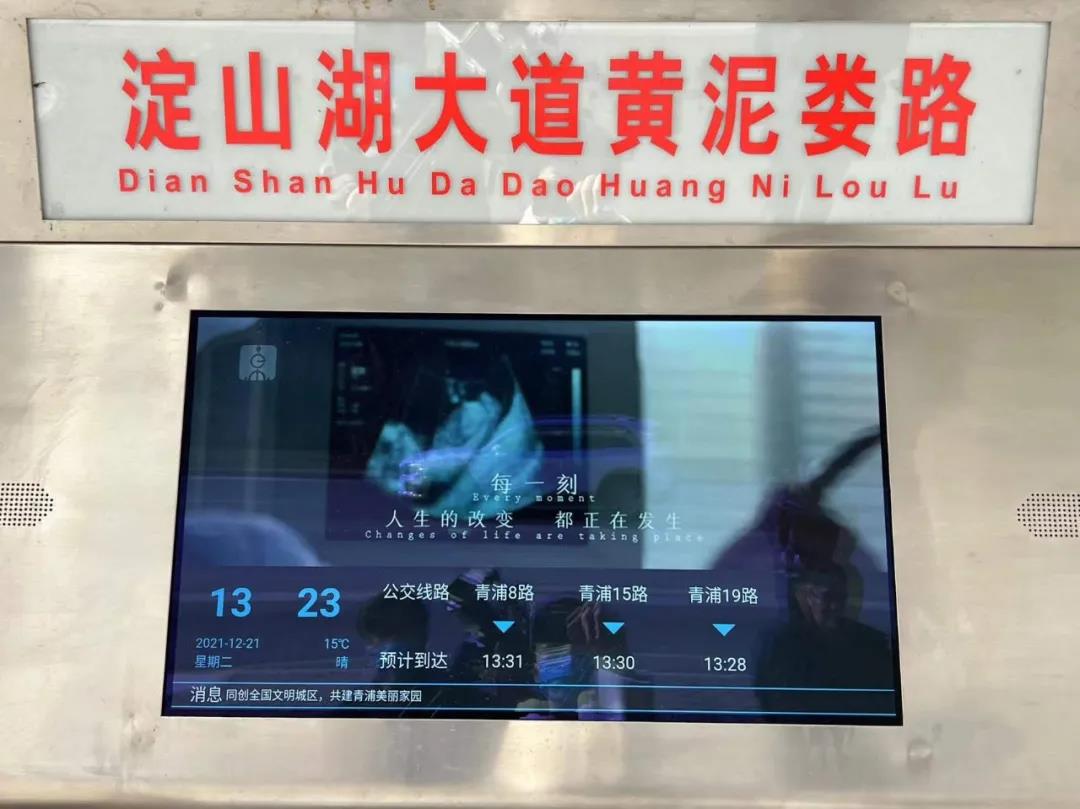 淀山湖大道黄泥娄路
Dian Shan Hu Da Dao Huang Ni Lou Lu
每一刻
Every moment
人生的改变 都正在发生
Changes of life are taking place
13 23
2021-12-21 15℃
星期二 晴
公交线路 青浦8路 青浦15路 青浦19路
预计到达 13:31 13:30 13:28
消息 同创全国文明城区，共建青浦美丽家园